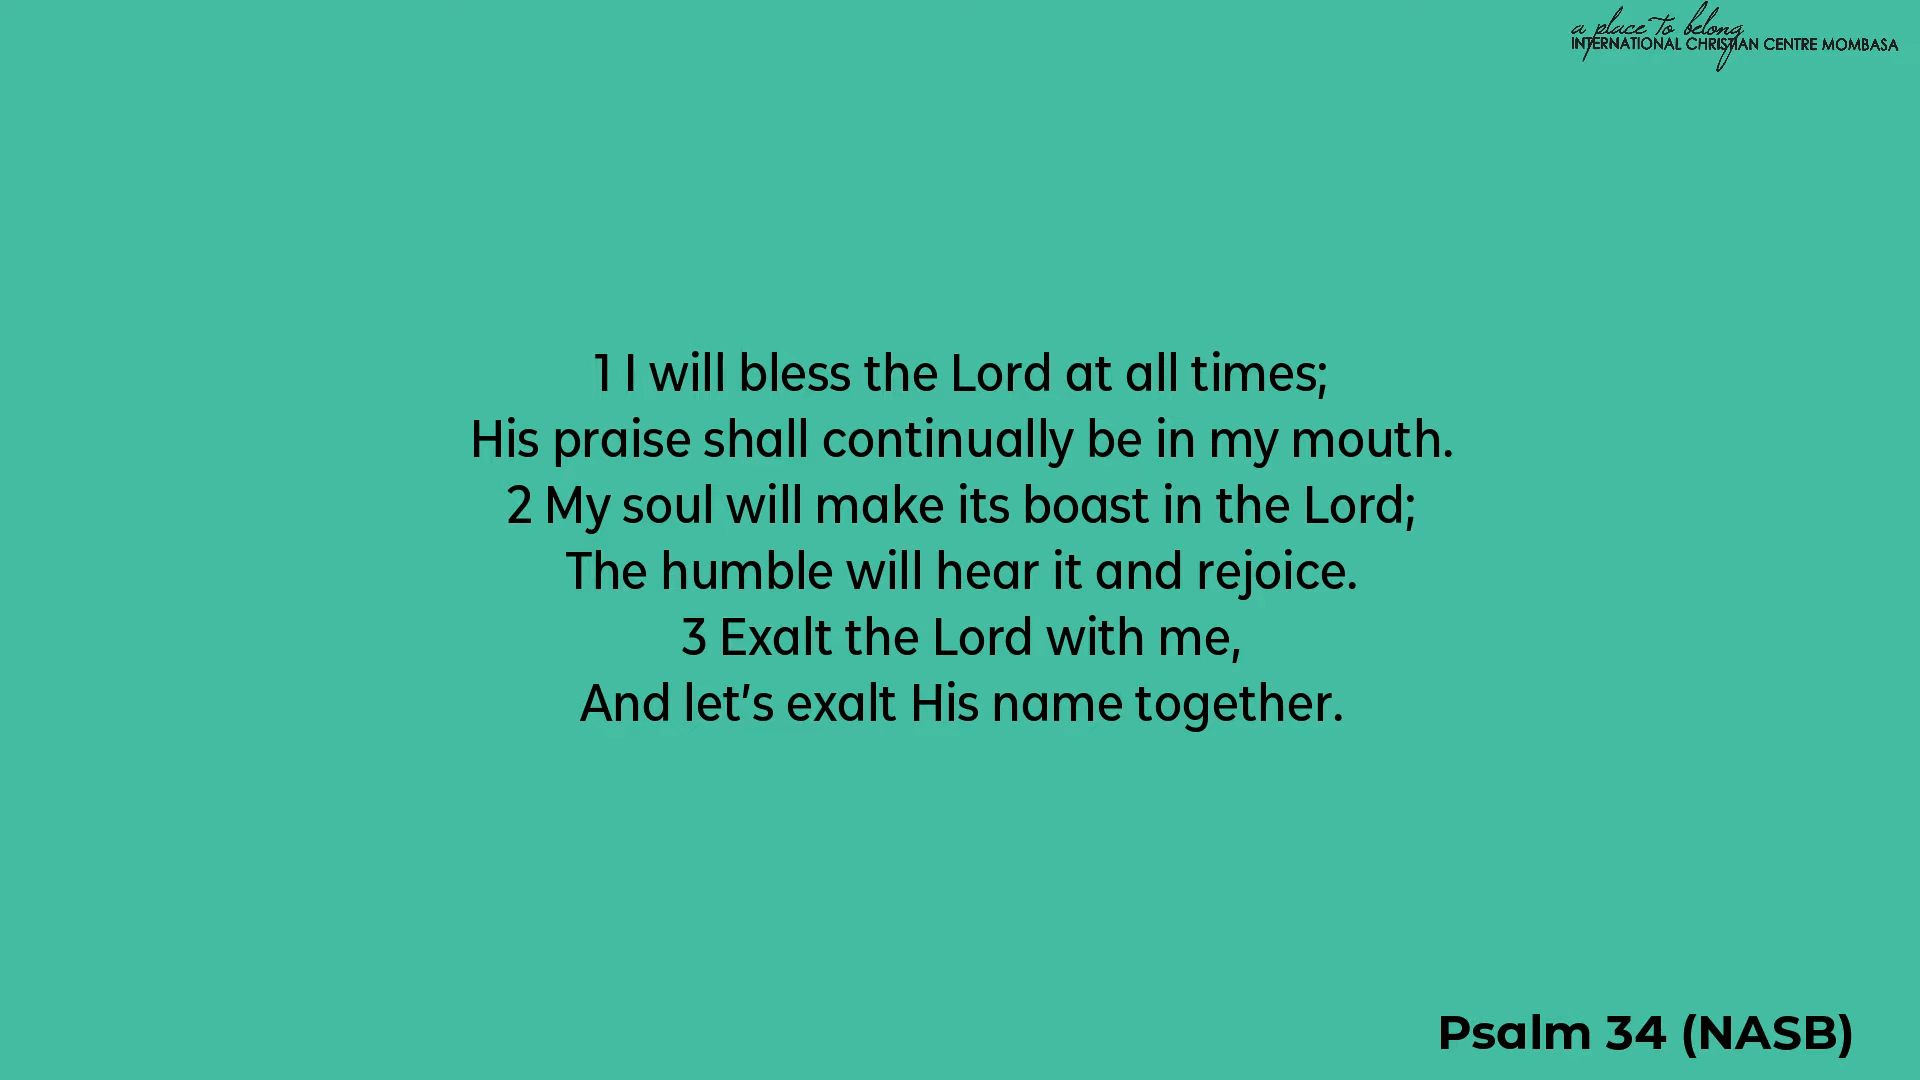 a place to belong
INTERNATIONAL CHRISTIAN CENTRE MOMBASA
1 I will bless the Lord at all times;
His praise shall continually be in my mouth.
2 My soul will make its boast in the Lord;
The humble will hear it and rejoice.
3 Exalt the Lord with me,
And let's exalt His name together.
Psalm 34 (NASB)